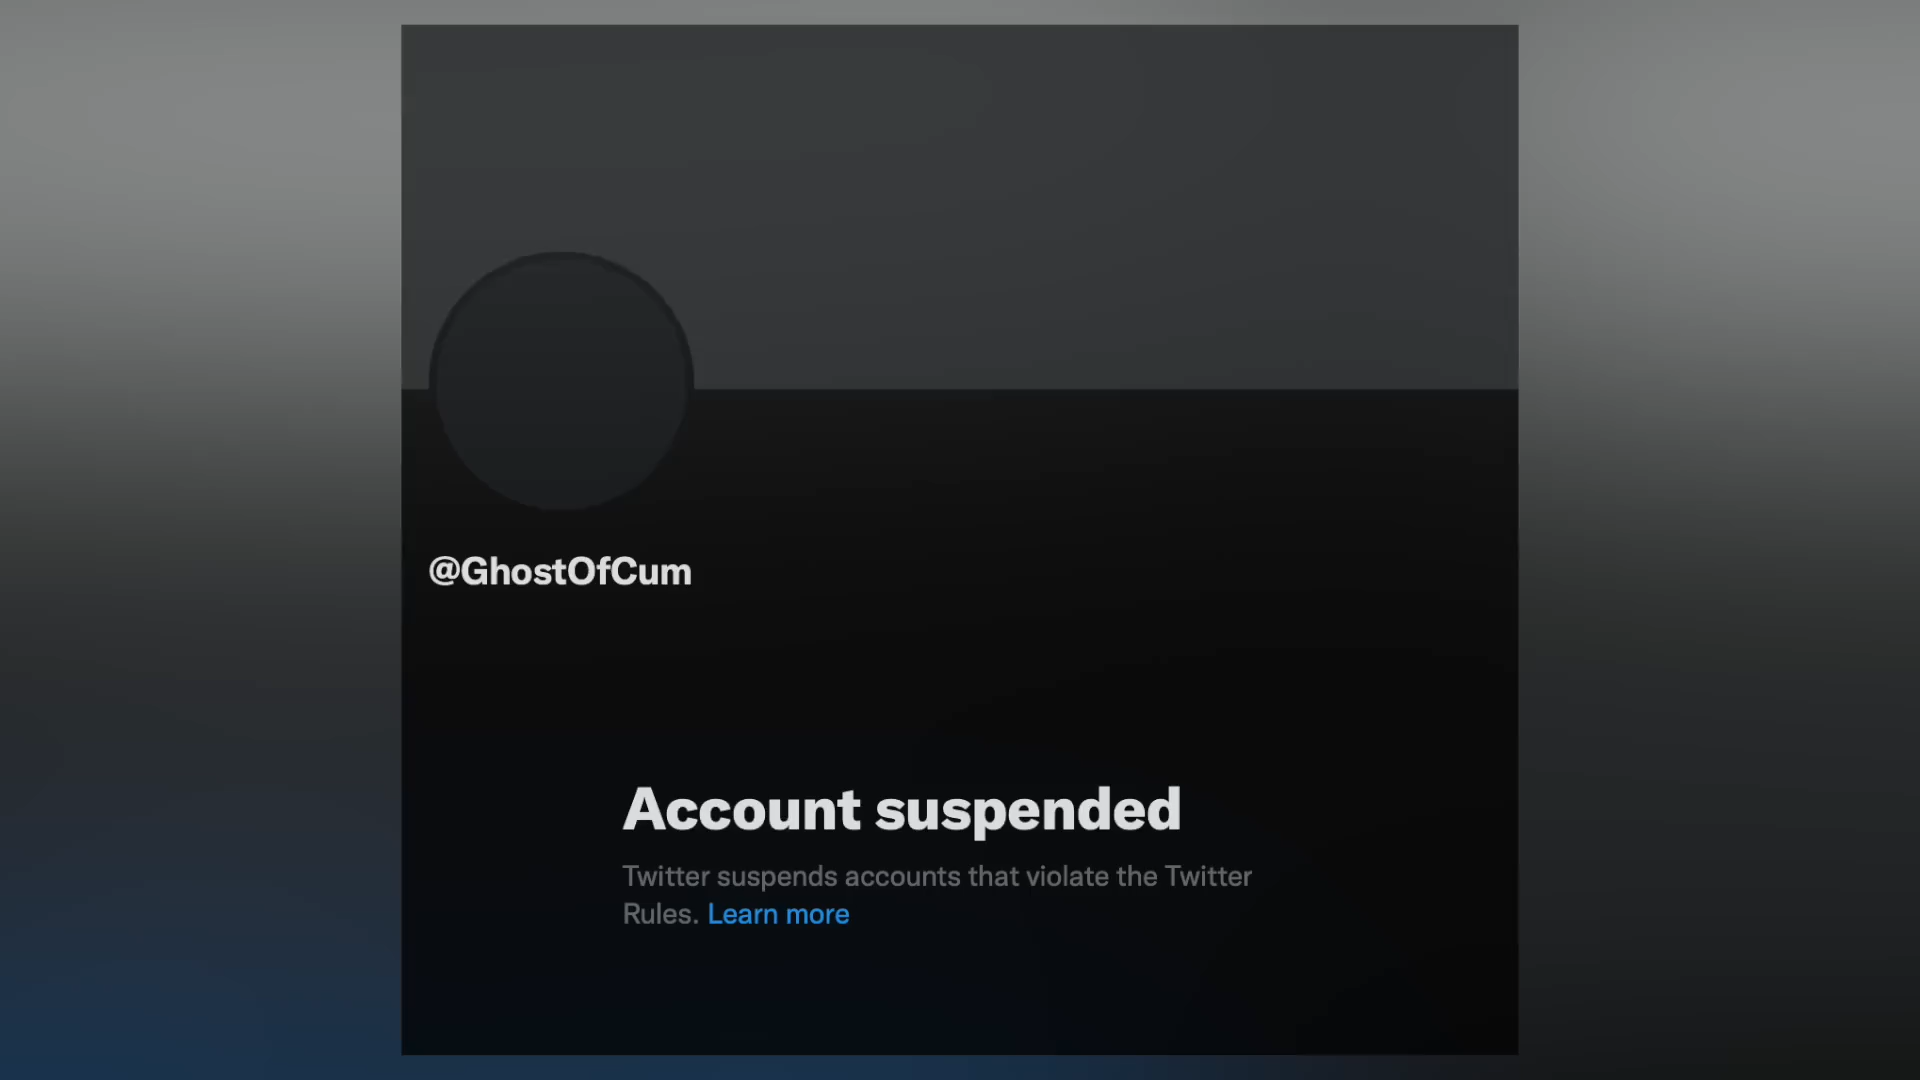 @GhostOfCum
Account suspended
Twitter suspends accounts that violate the Twitter
Rules. Learn more